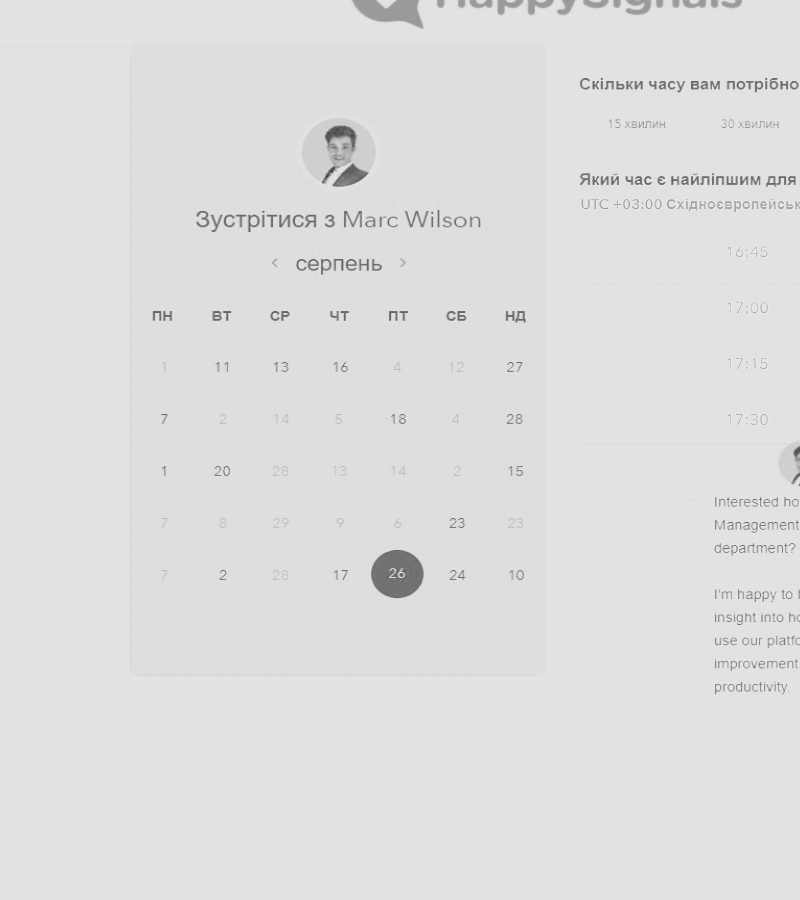 HappySignals
Зустрітися з Marc Wilson
< серпень >
ПН ВТ СР ЧТ ПТ СБ НД
1 11 13 16 4 12 27
7 2 14 5 18 4 28
1 20 28 13 14 2 15
7 8 29 9 6 23 23
7 2 28 17 26 24 10
Скільки часу вам потрібно
15 хвилин 30 хвилин
Який час є найліпшим для
UTC +03:00 Східноєвропейськ
16:45
17:00
17:15
17:30
Interested ho
Management
department?
I'm happy to h
insight into ho
use our platfo
improvement
productivity.